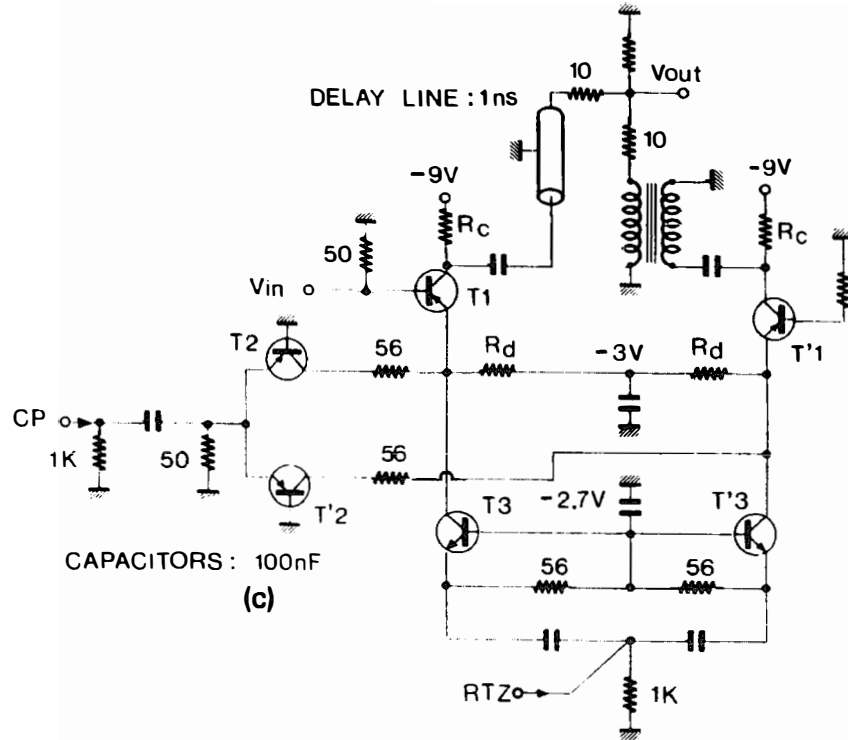 10
Vout
DELAY LINE : 1ns
10
-9V
-9V
Rc
Rc
50
Vin
T1
T'1
T2
56
Rd
-3V
Rd
CP
1K
50
56
T'2
T3
-2.7V
T'3
CAPACITORS : 100nF
56
56
(c)
RTZ
1K